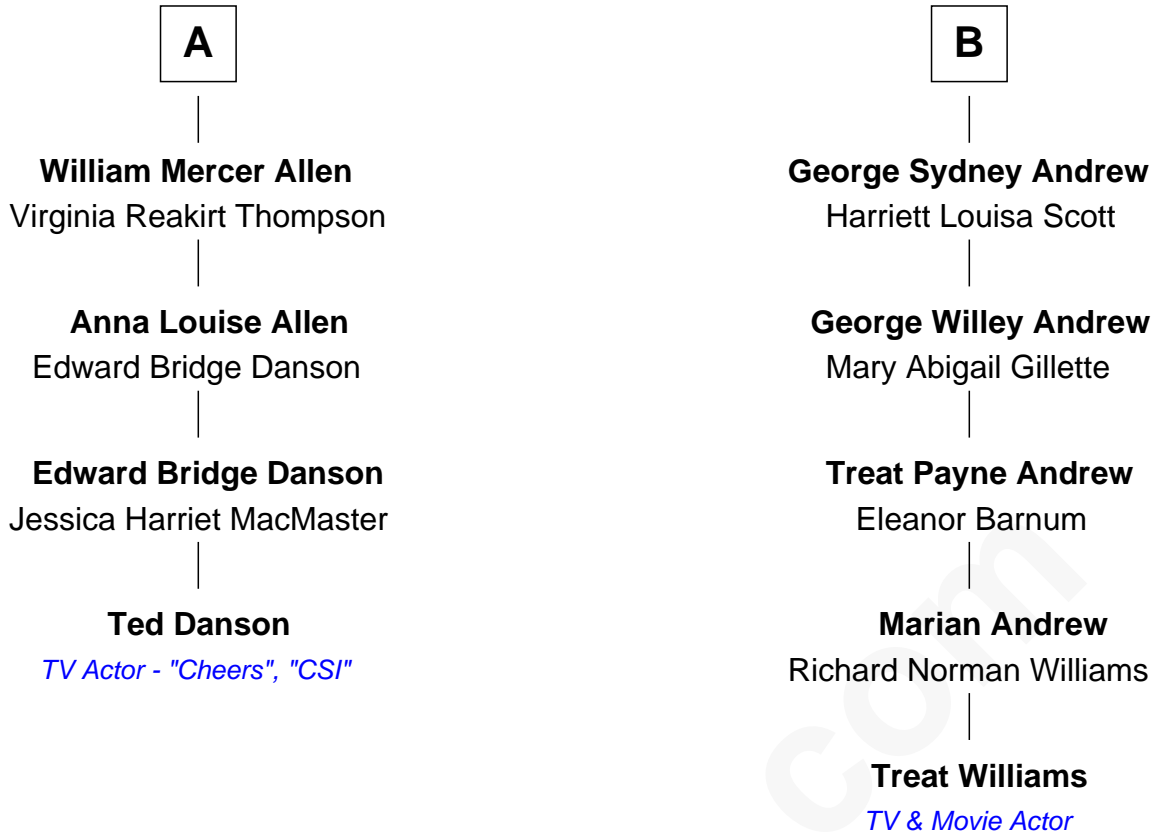 A
William Mercer Allen
Virginia Reakirt Thompson
Anna Louise Allen
Edward Bridge Danson
Edward Bridge Danson
Jessica Harriet MacMaster
Ted Danson
TV Actor - "Cheers", "CSI"
B
George Sydney Andrew
Harriett Louisa Scott
George Willey Andrew
Mary Abigail Gillette
Treat Payne Andrew
Eleanor Barnum
Marian Andrew
Richard Norman Williams
Treat Williams
TV & Movie Actor
com